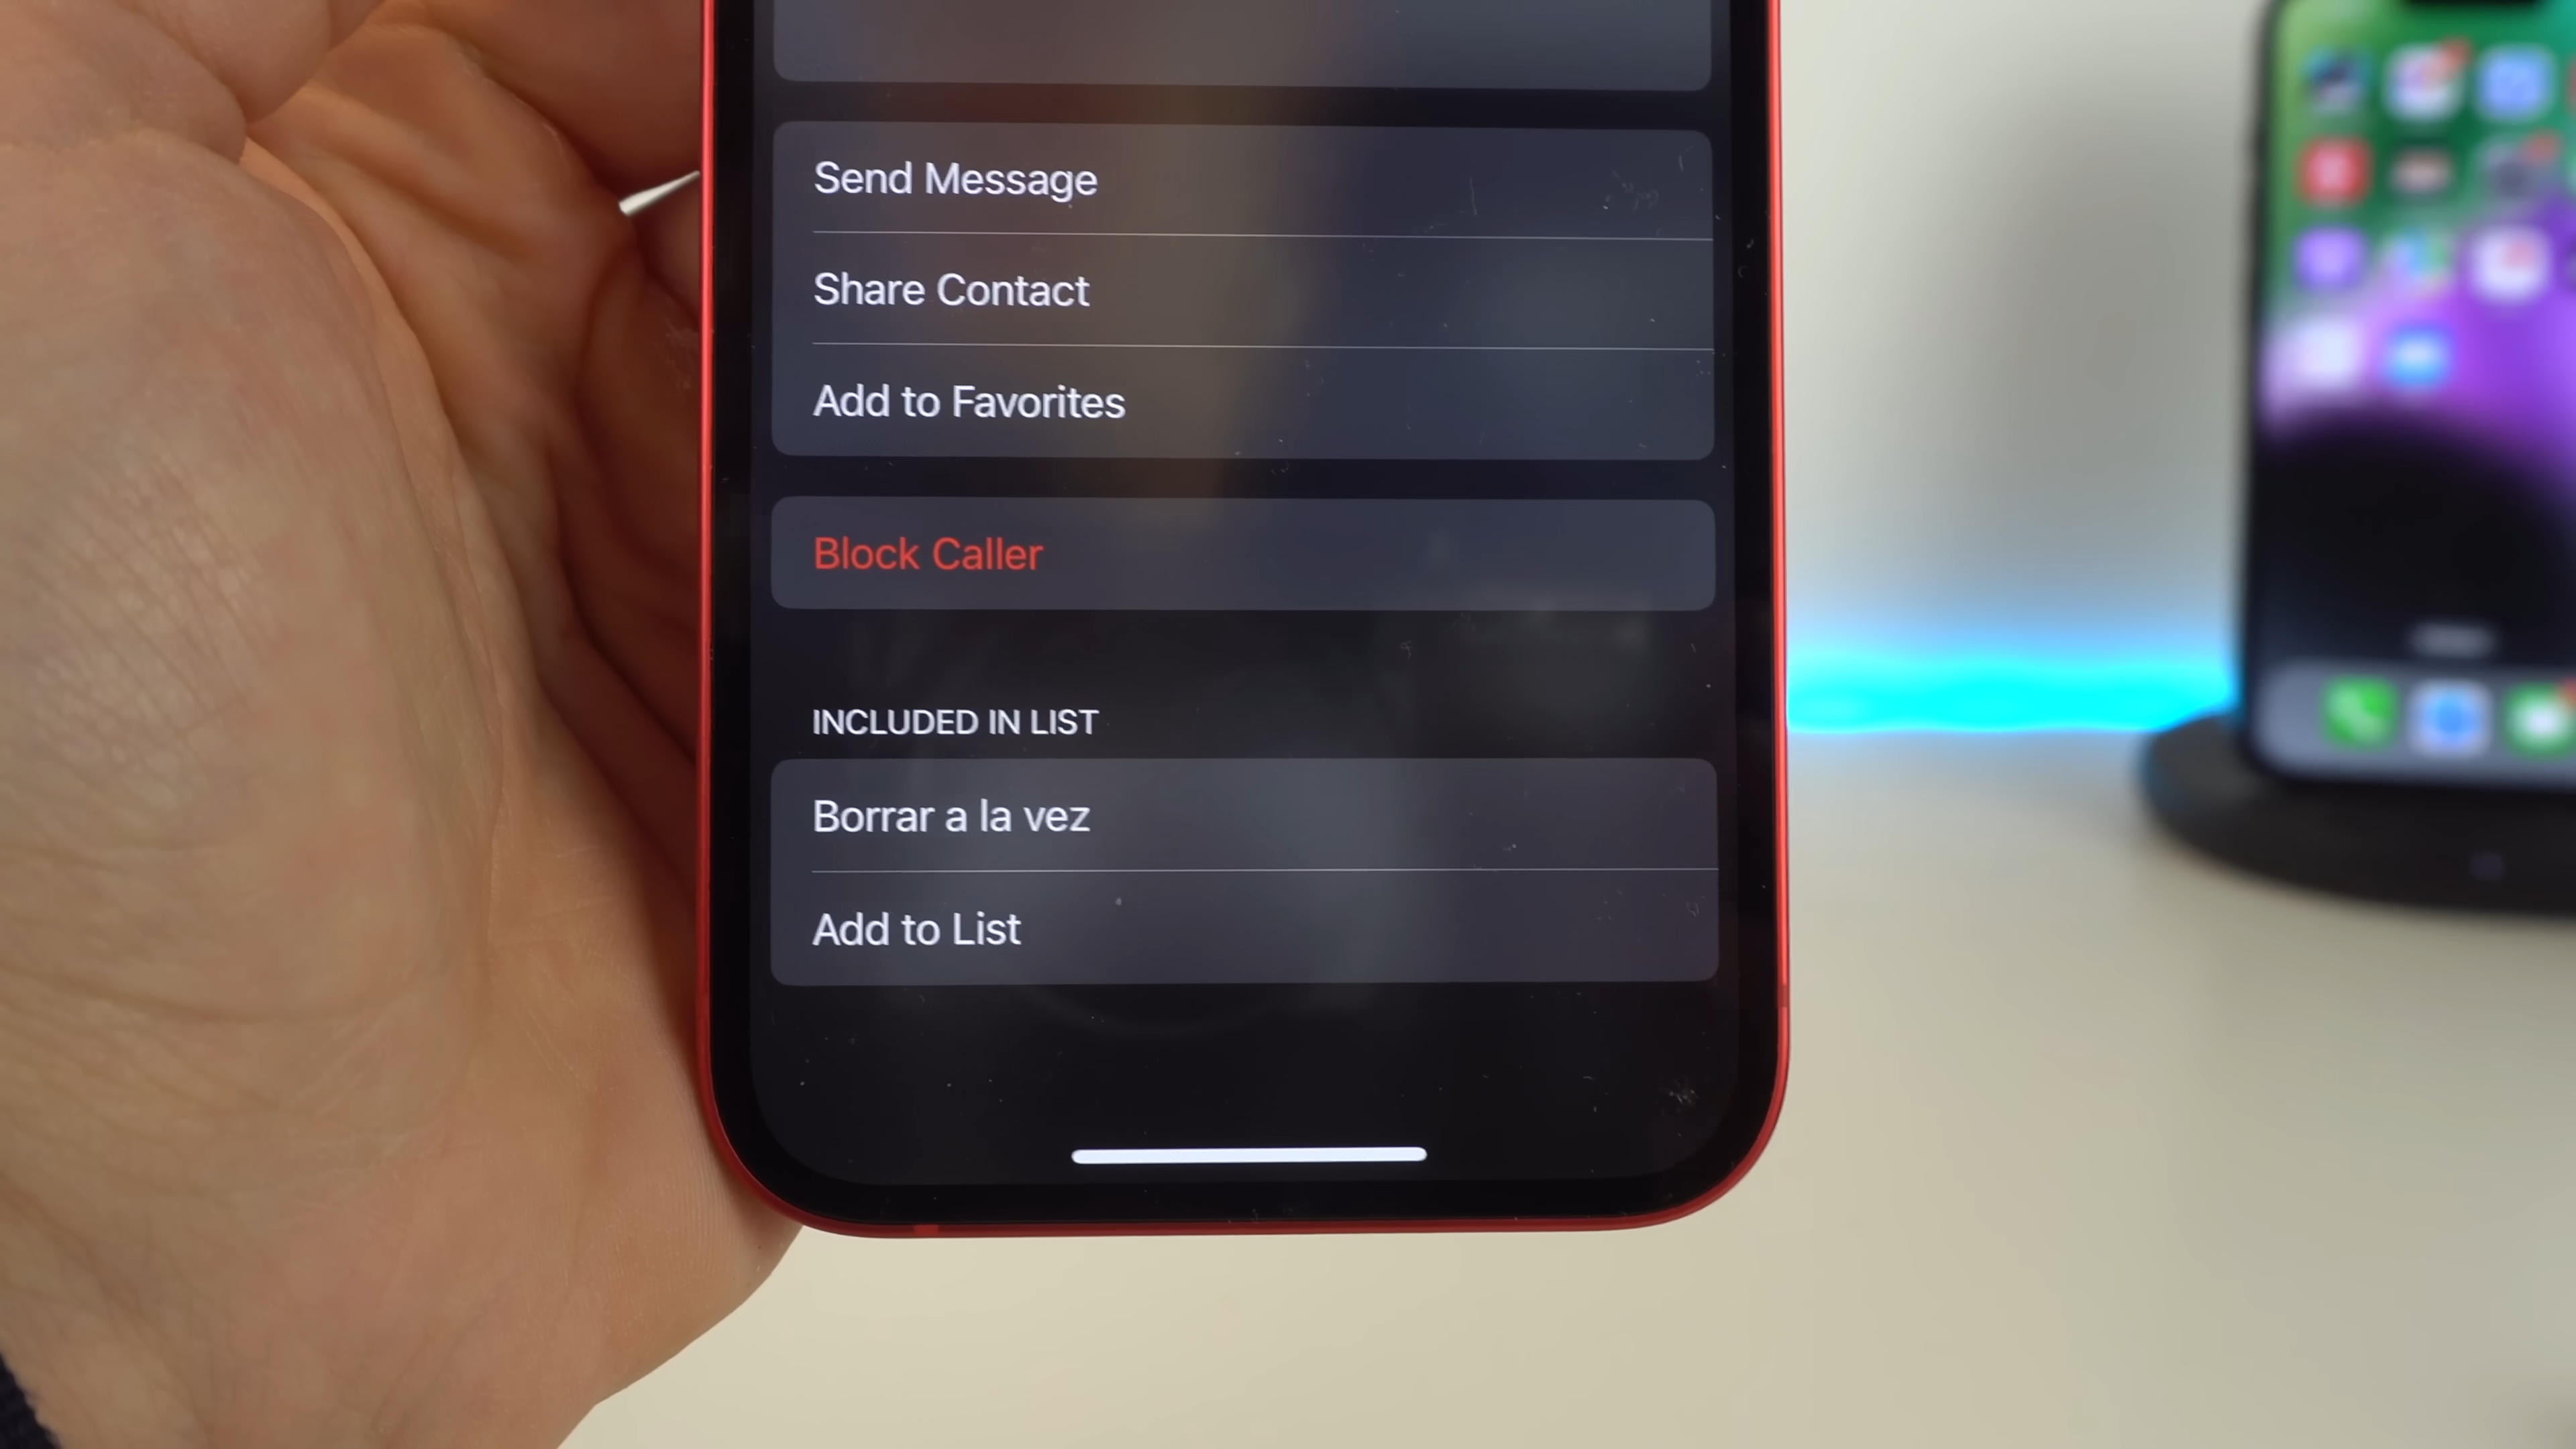 Send Message
Share Contact
Add to Favorites
Block Caller
INCLUDED IN LIST
Borrar a la vez
Add to List